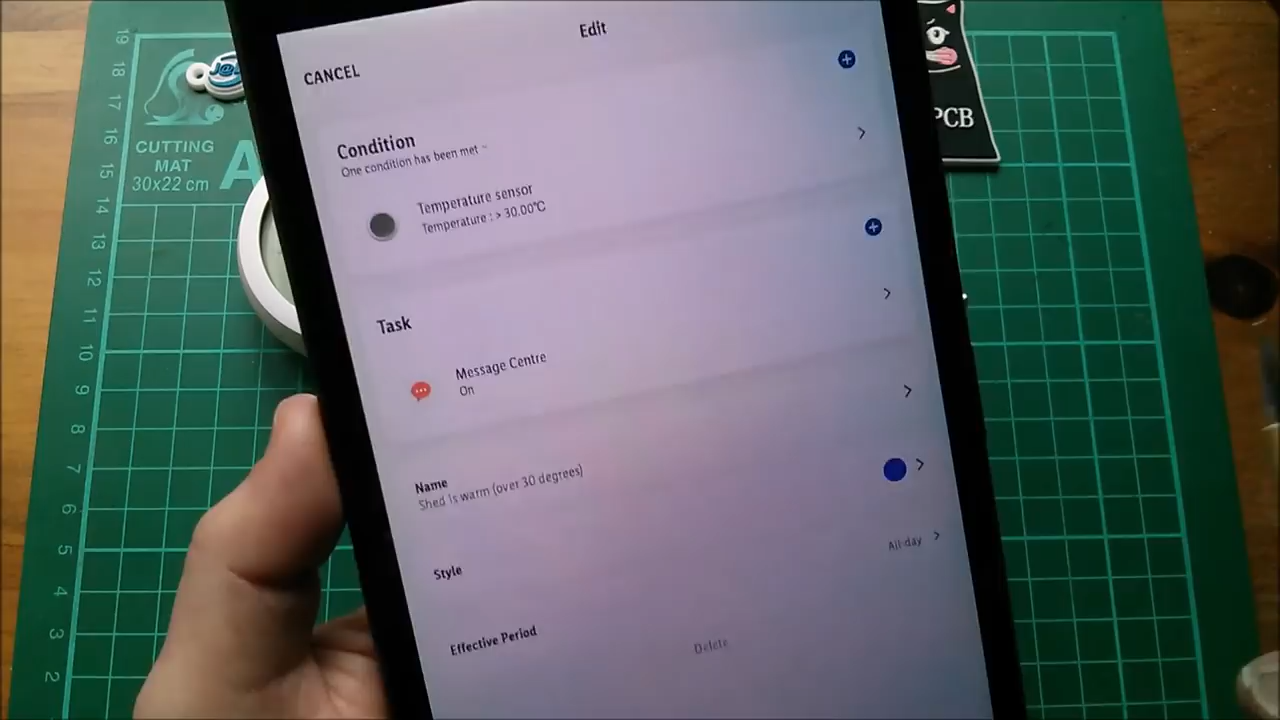 Edit
CANCEL
Condition
One condition has been met
Temperature sensor
Temperature : > 30.00°C
Task
Message Centre
On
Name
Shed is warm (over 30 degrees)
Style
All-day
Effective Period
Delete
CUTTING
MAT
30x22 cm
A
PCB
19
18
17
16
15
14
13
12
11
10
9
8
7
6
5
4
3
2